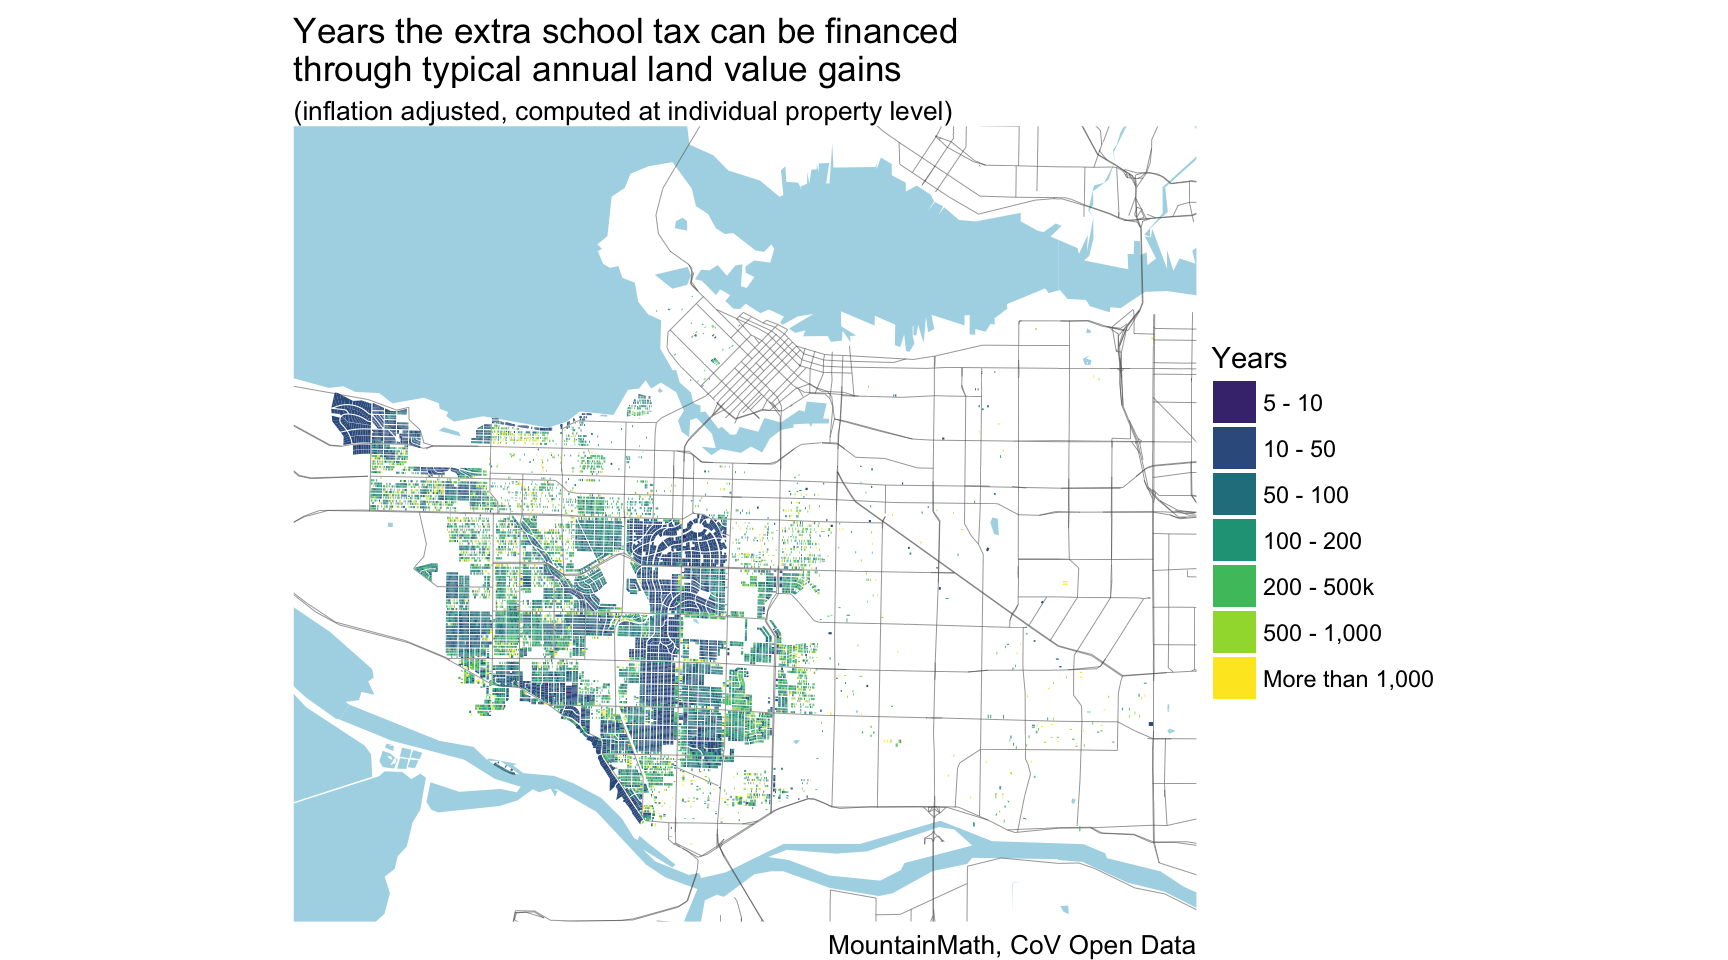 Years the extra school tax can be financed
through typical annual land value gains
(inflation adjusted, computed at individual property level)
Years
5 - 10
10 - 50
50 - 100
100 - 200
200 - 500k
500 - 1,000
More than 1,000
MountainMath, CoV Open Data